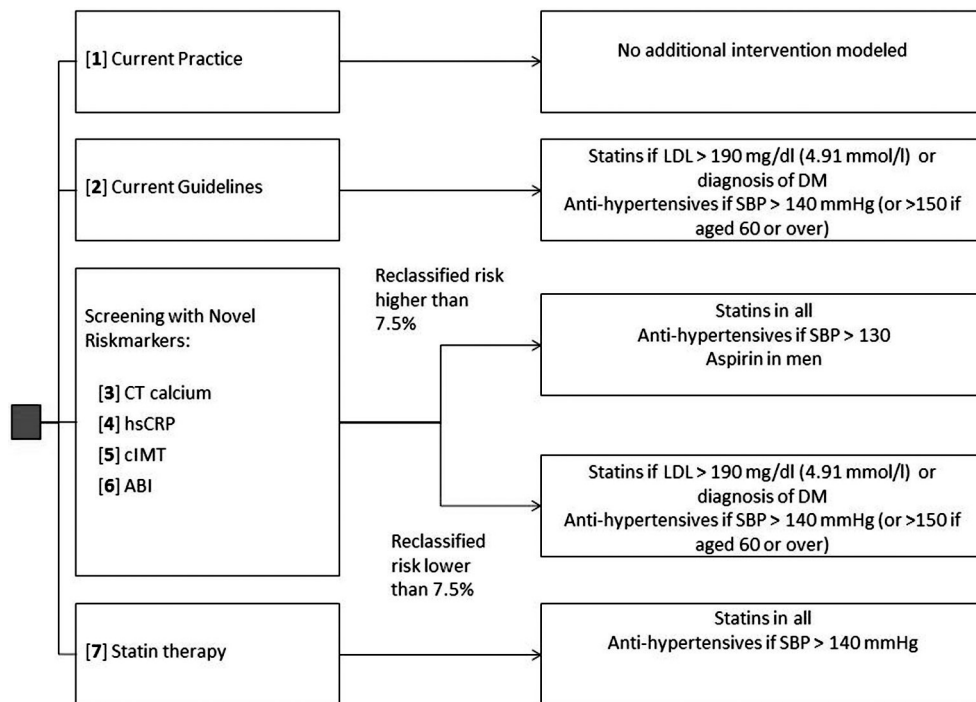 [1] Current Practice
No additional intervention modeled
[2] Current Guidelines
Statins if LDL > 190 mg/dl (4.91 mmol/l) or
diagnosis of DM
Anti-hypertensives if SBP > 140 mmHg (or >150 if
aged 60 or over)
Screening with Novel
Riskmarkers:
[3] CT calcium
[4] hsCRP
[5] cIMT
[6] ABI
Reclassified risk
higher than
7.5%
Statins in all
Anti-hypertensives if SBP > 130
Aspirin in men
Reclassified
risk lower
than 7.5%
Statins if LDL > 190 mg/dl (4.91 mmol/l) or
diagnosis of DM
Anti-hypertensives if SBP > 140 mmHg (or >150 if
aged 60 or over)
[7] Statin therapy
Statins in all
Anti-hypertensives if SBP > 140 mmHg